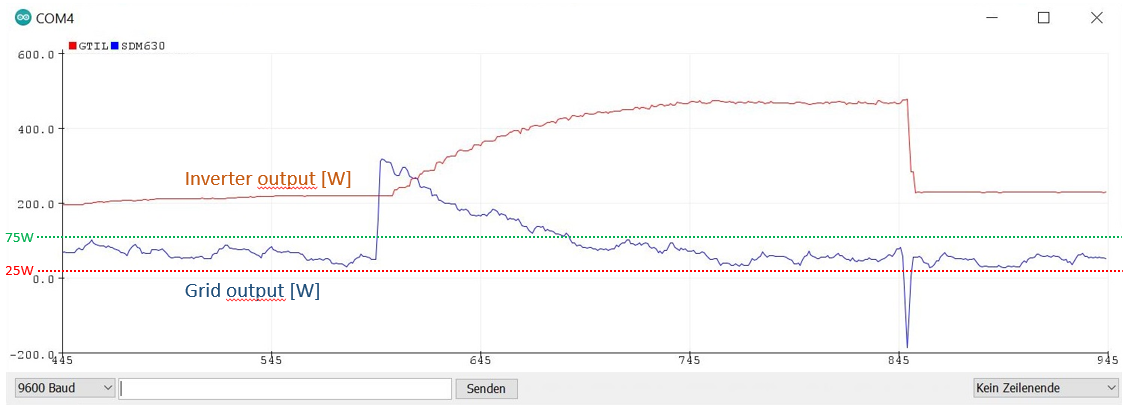 COM4
GTIL SDM630
600.0
400.0
Inverter output [W]
200.0
75W
25W
0.0
Grid output [W]
-200.0
445 545 645 745 845 945
9600 Baud Senden Kein Zeilenende